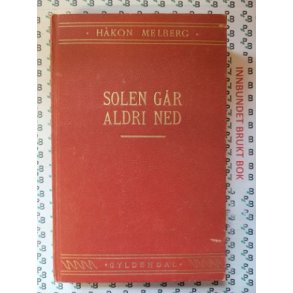 · HÅKON MELBERG ·
SOLEN GÅR
ALDRI NED
· GYLDENDAL ·
INNBUNDET BRUKT BOK